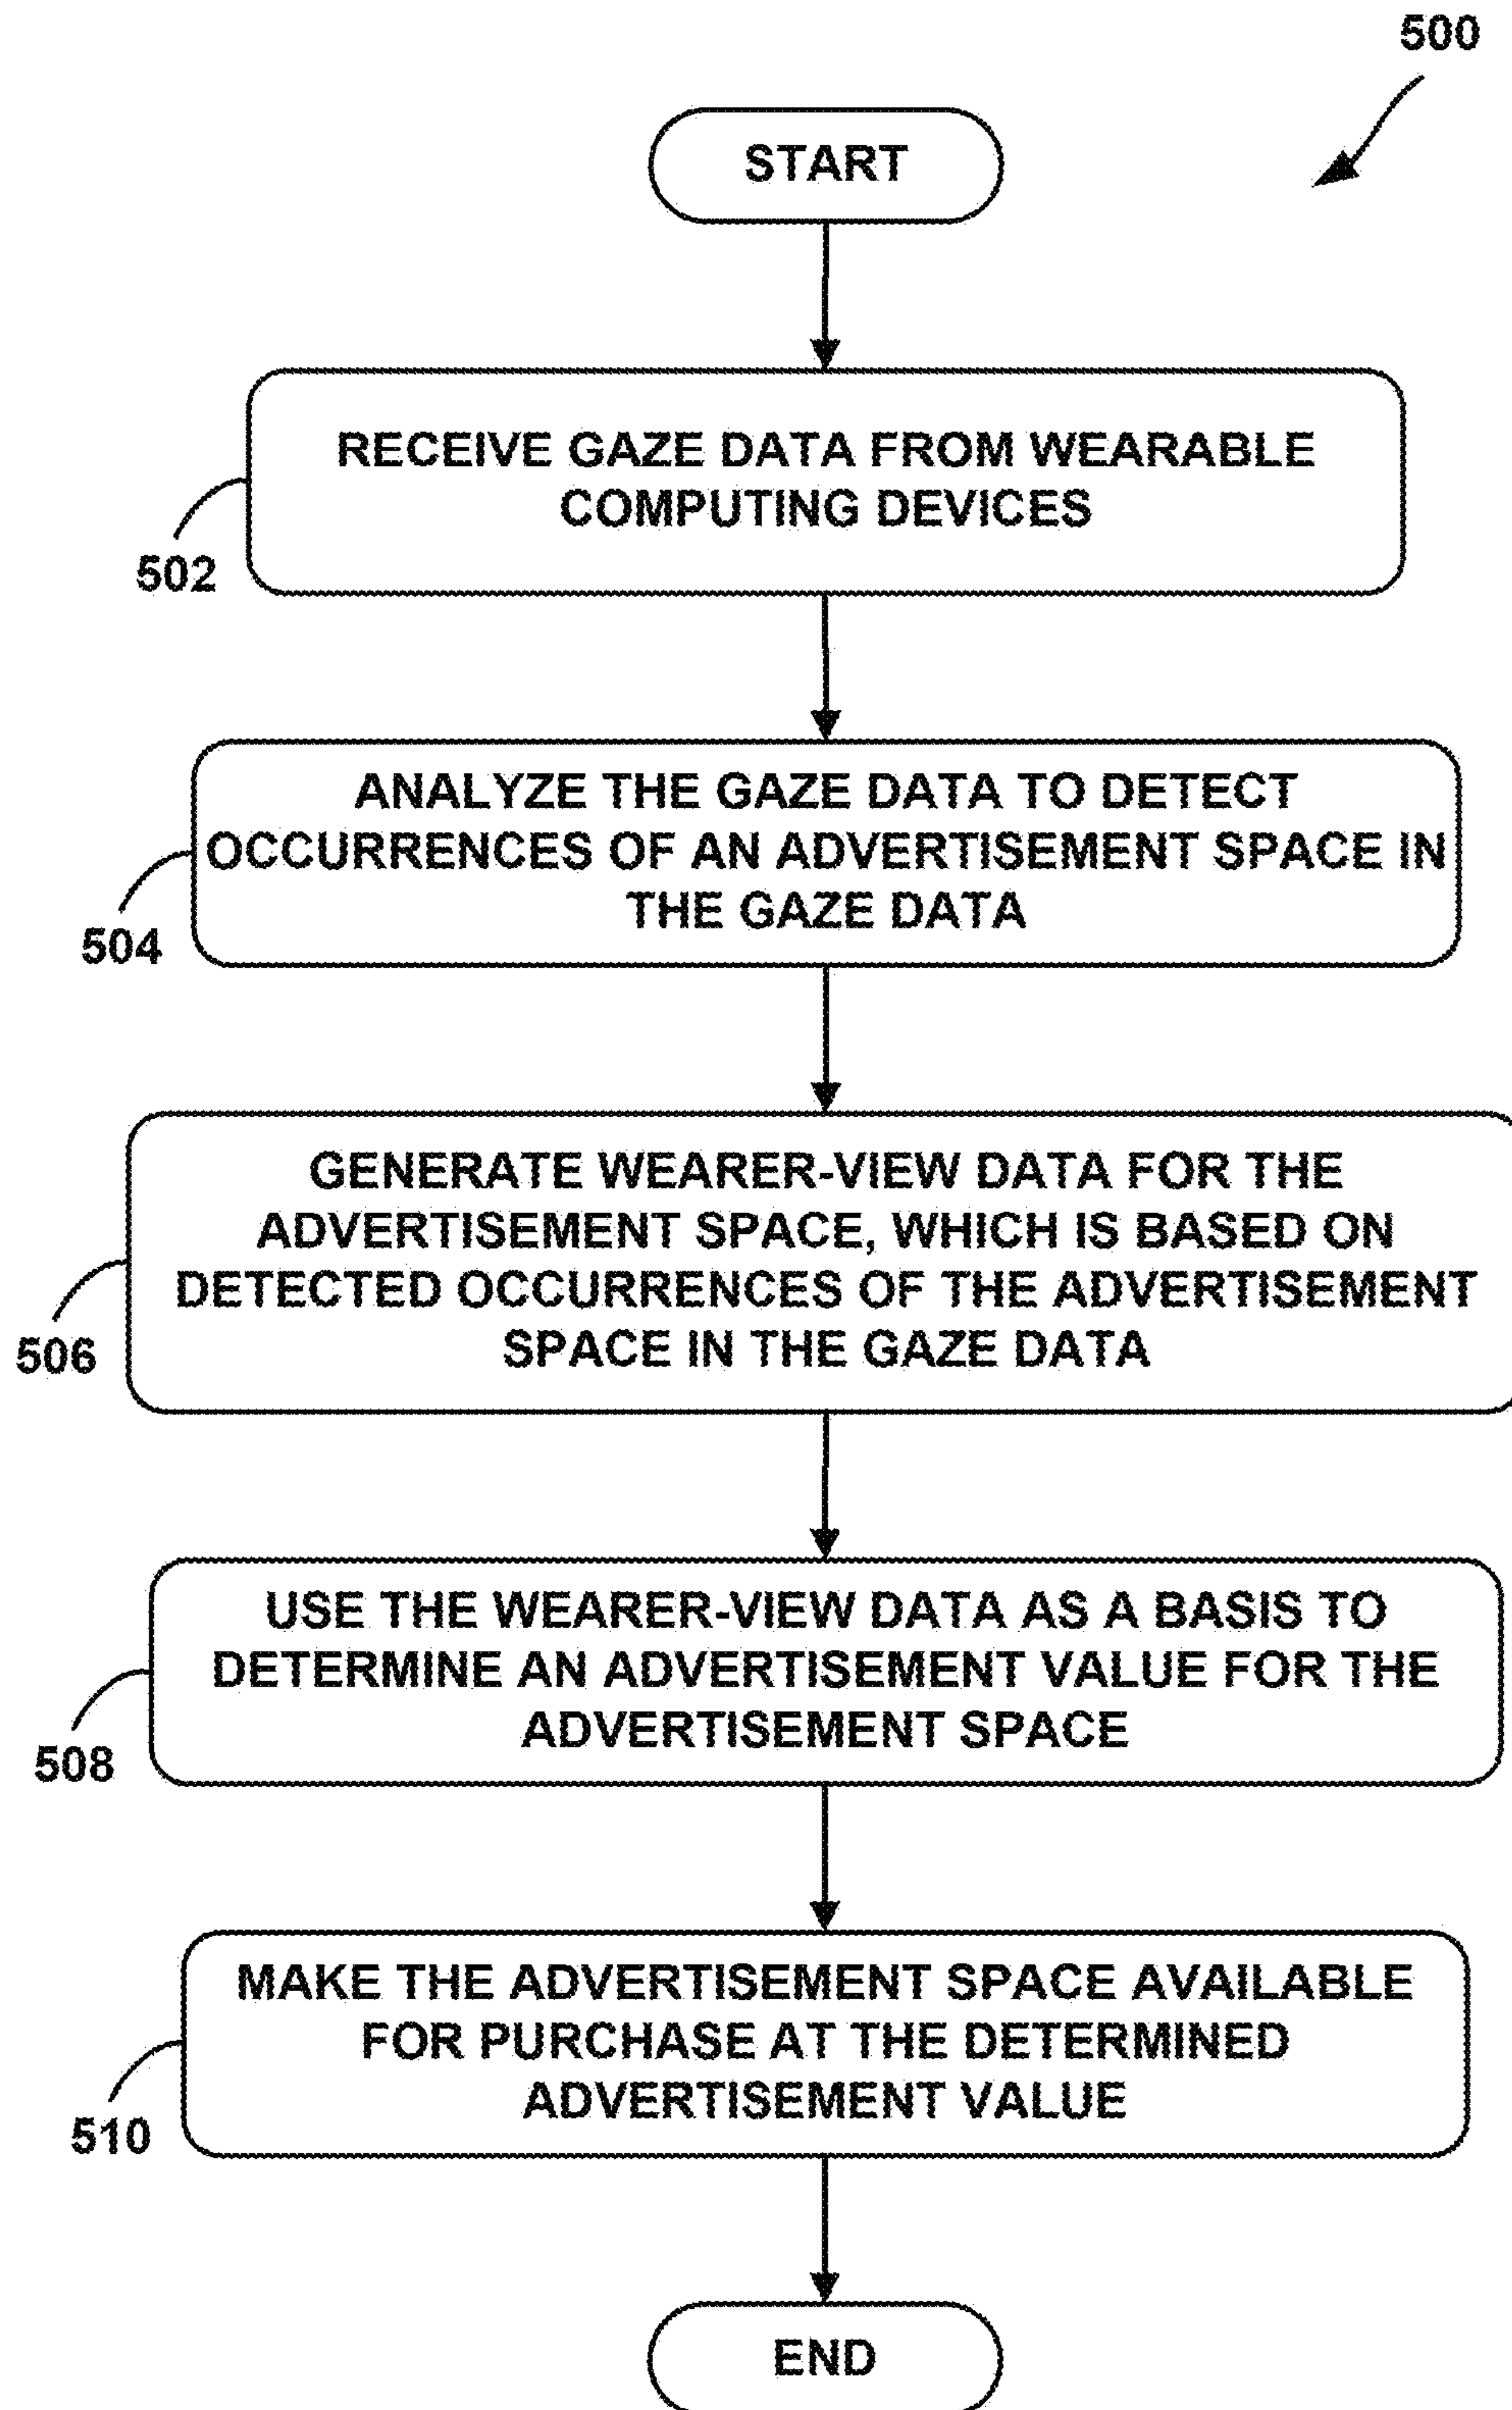 500
START
RECEIVE GAZE DATA FROM WEARABLE
COMPUTING DEVICES
502
ANALYZE THE GAZE DATA TO DETECT
OCCURRENCES OF AN ADVERTISEMENT SPACE IN
THE GAZE DATA
504
GENERATE WEARER-VIEW DATA FOR THE
ADVERTISEMENT SPACE, WHICH IS BASED ON
DETECTED OCCURRENCES OF THE ADVERTISEMENT
SPACE IN THE GAZE DATA
506
USE THE WEARER-VIEW DATA AS A BASIS TO
DETERMINE AN ADVERTISEMENT VALUE FOR THE
ADVERTISEMENT SPACE
508
MAKE THE ADVERTISEMENT SPACE AVAILABLE
FOR PURCHASE AT THE DETERMINED
ADVERTISEMENT VALUE
510
END